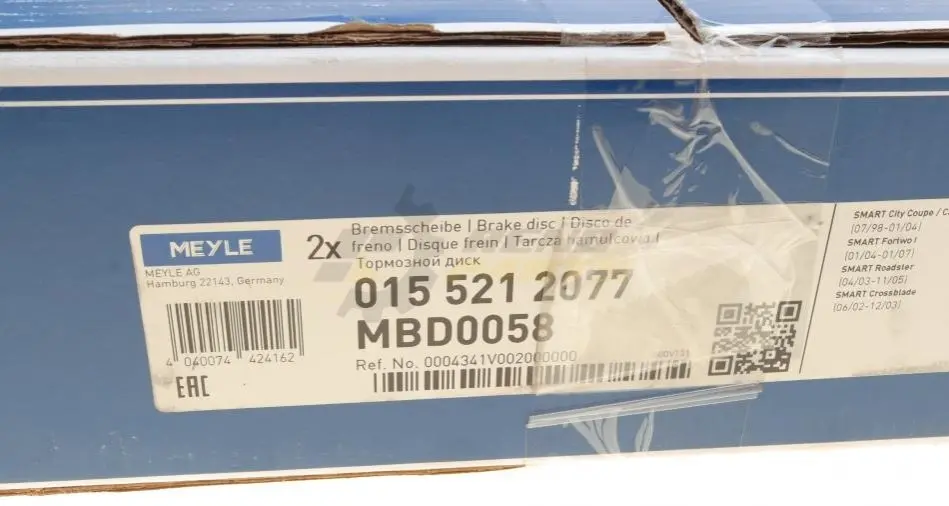 MEYLE
MEYLE AG
Hamburg 22143, Germany
4 040074 424162
EAC
2x
Bremsscheibe | Brake disc | Disco de
freno | Disque frein | Tarcza hamulcowa |
Тормозной диск
015 521 2077
MBD0058
Ref. No. 0004341V002000000
SMART City Coupe / C
(07/98-01/04)
SMART Fortwo I
(01/04-01/07)
SMART Roadster
(04/03-11/05)
SMART Crossblade
(06/02-12/03)